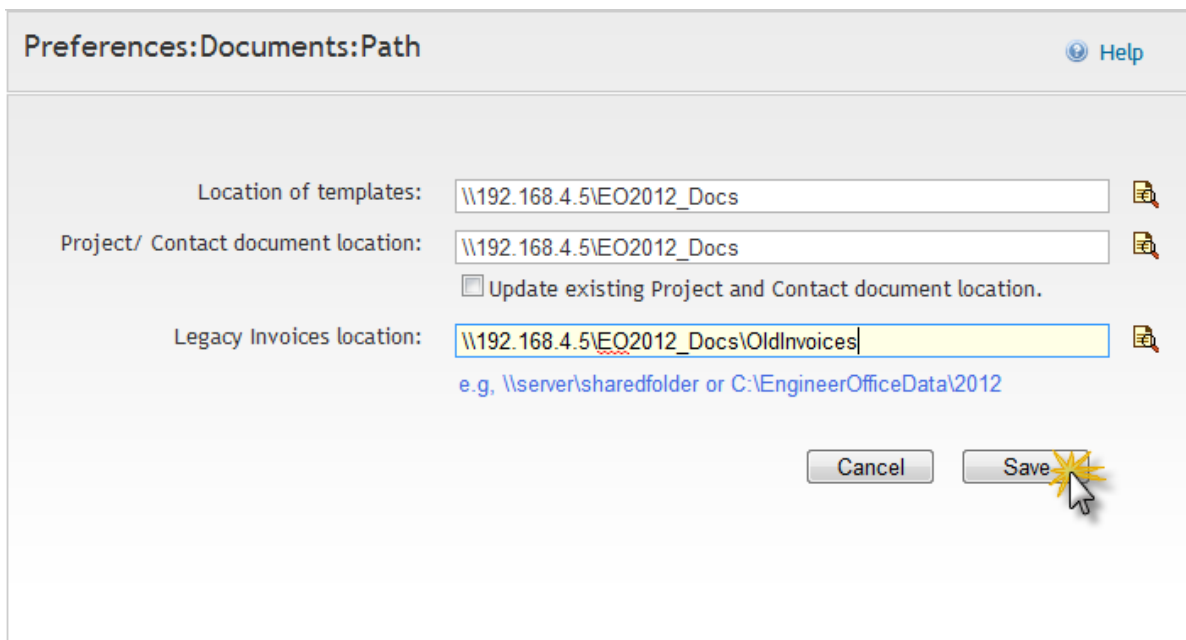 Preferences:Documents:Path
Help
Location of templates: \\192.168.4.5\EO2012_Docs
Project/ Contact document location: \\192.168.4.5\EO2012_Docs
Update existing Project and Contact document location.
Legacy Invoices location: \\192.168.4.5\EO2012_Docs\OldInvoices
e.g, \\server\sharedfolder or C:\EngineerOfficeData\2012
Cancel Save